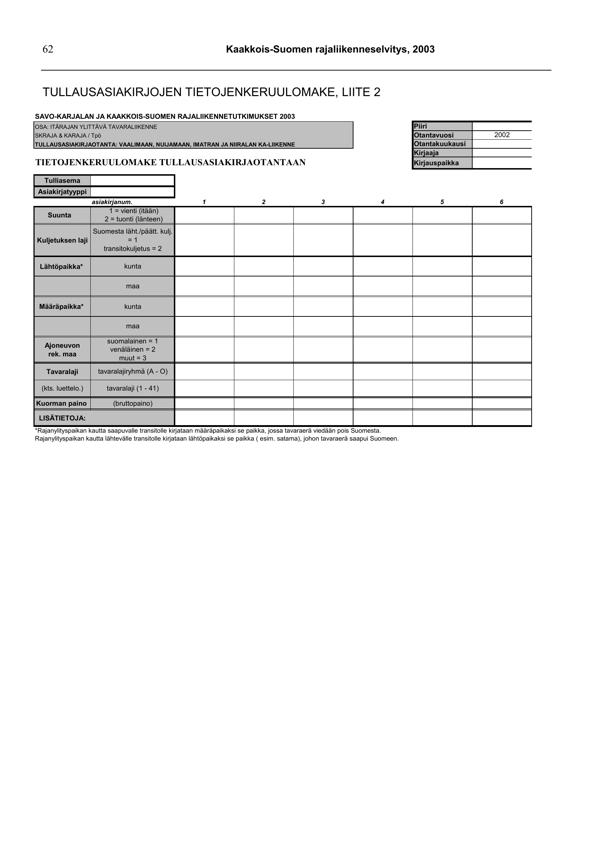 62
Kaakkois-Suomen rajaliikenneselvitys, 2003
TULLAUSASIAKIRJOJEN TIETOJENKERUULOMAKE, LIITE 2
SAVO-KARJALAN JA KAAKKOIS-SUOMEN RAJALIIKENNETUTKIMUKSET 2003
OSA: ITÄRAJAN YLITTÄVÄ TAVARALIIKENNE
SKRAJA & KARAJA / Tpö
TULLAUSASIAKIRJAOTANTA: VAALIMAAN, NUIJAMAAN, IMATRAN JA NIIRALAN KA-LIIKENNE
Piiri
Otantavuosi 2002
Otantakuukausi
Kirjaaja
Kirjauspaikka
TIETOJENKERUULOMAKE TULLAUSASIAKIRJAOTANTAAN
Tulliasema
Asiakirjatyyppi
asiakirjanum. 1 2 3 4 5 6
Suunta
1 = vienti (itään)
2 = tuonti (länteen)
Kuljetuksen laji
Suomesta läht./päätt. kulj.
= 1
transitokuljetus = 2
Lähtöpaikka* kunta
maa
Määräpaikka* kunta
maa
Ajoneuvon
rek. maa
suomalainen = 1
venäläinen = 2
muut = 3
Tavaralaji tavaralajiryhmä (A - O)
(kts. luettelo.) tavaralaji (1 - 41)
Kuorman paino (bruttopaino)
LISÄTIETOJA:
*Rajanylityspaikan kautta saapuvalle transitolle kirjataan määräpaikaksi se paikka, jossa tavaraerä viedään pois Suomesta.
Rajanylityspaikan kautta lähtevälle transitolle kirjataan lähtöpaikaksi se paikka ( esim. satama), johon tavaraerä saapui Suomeen.